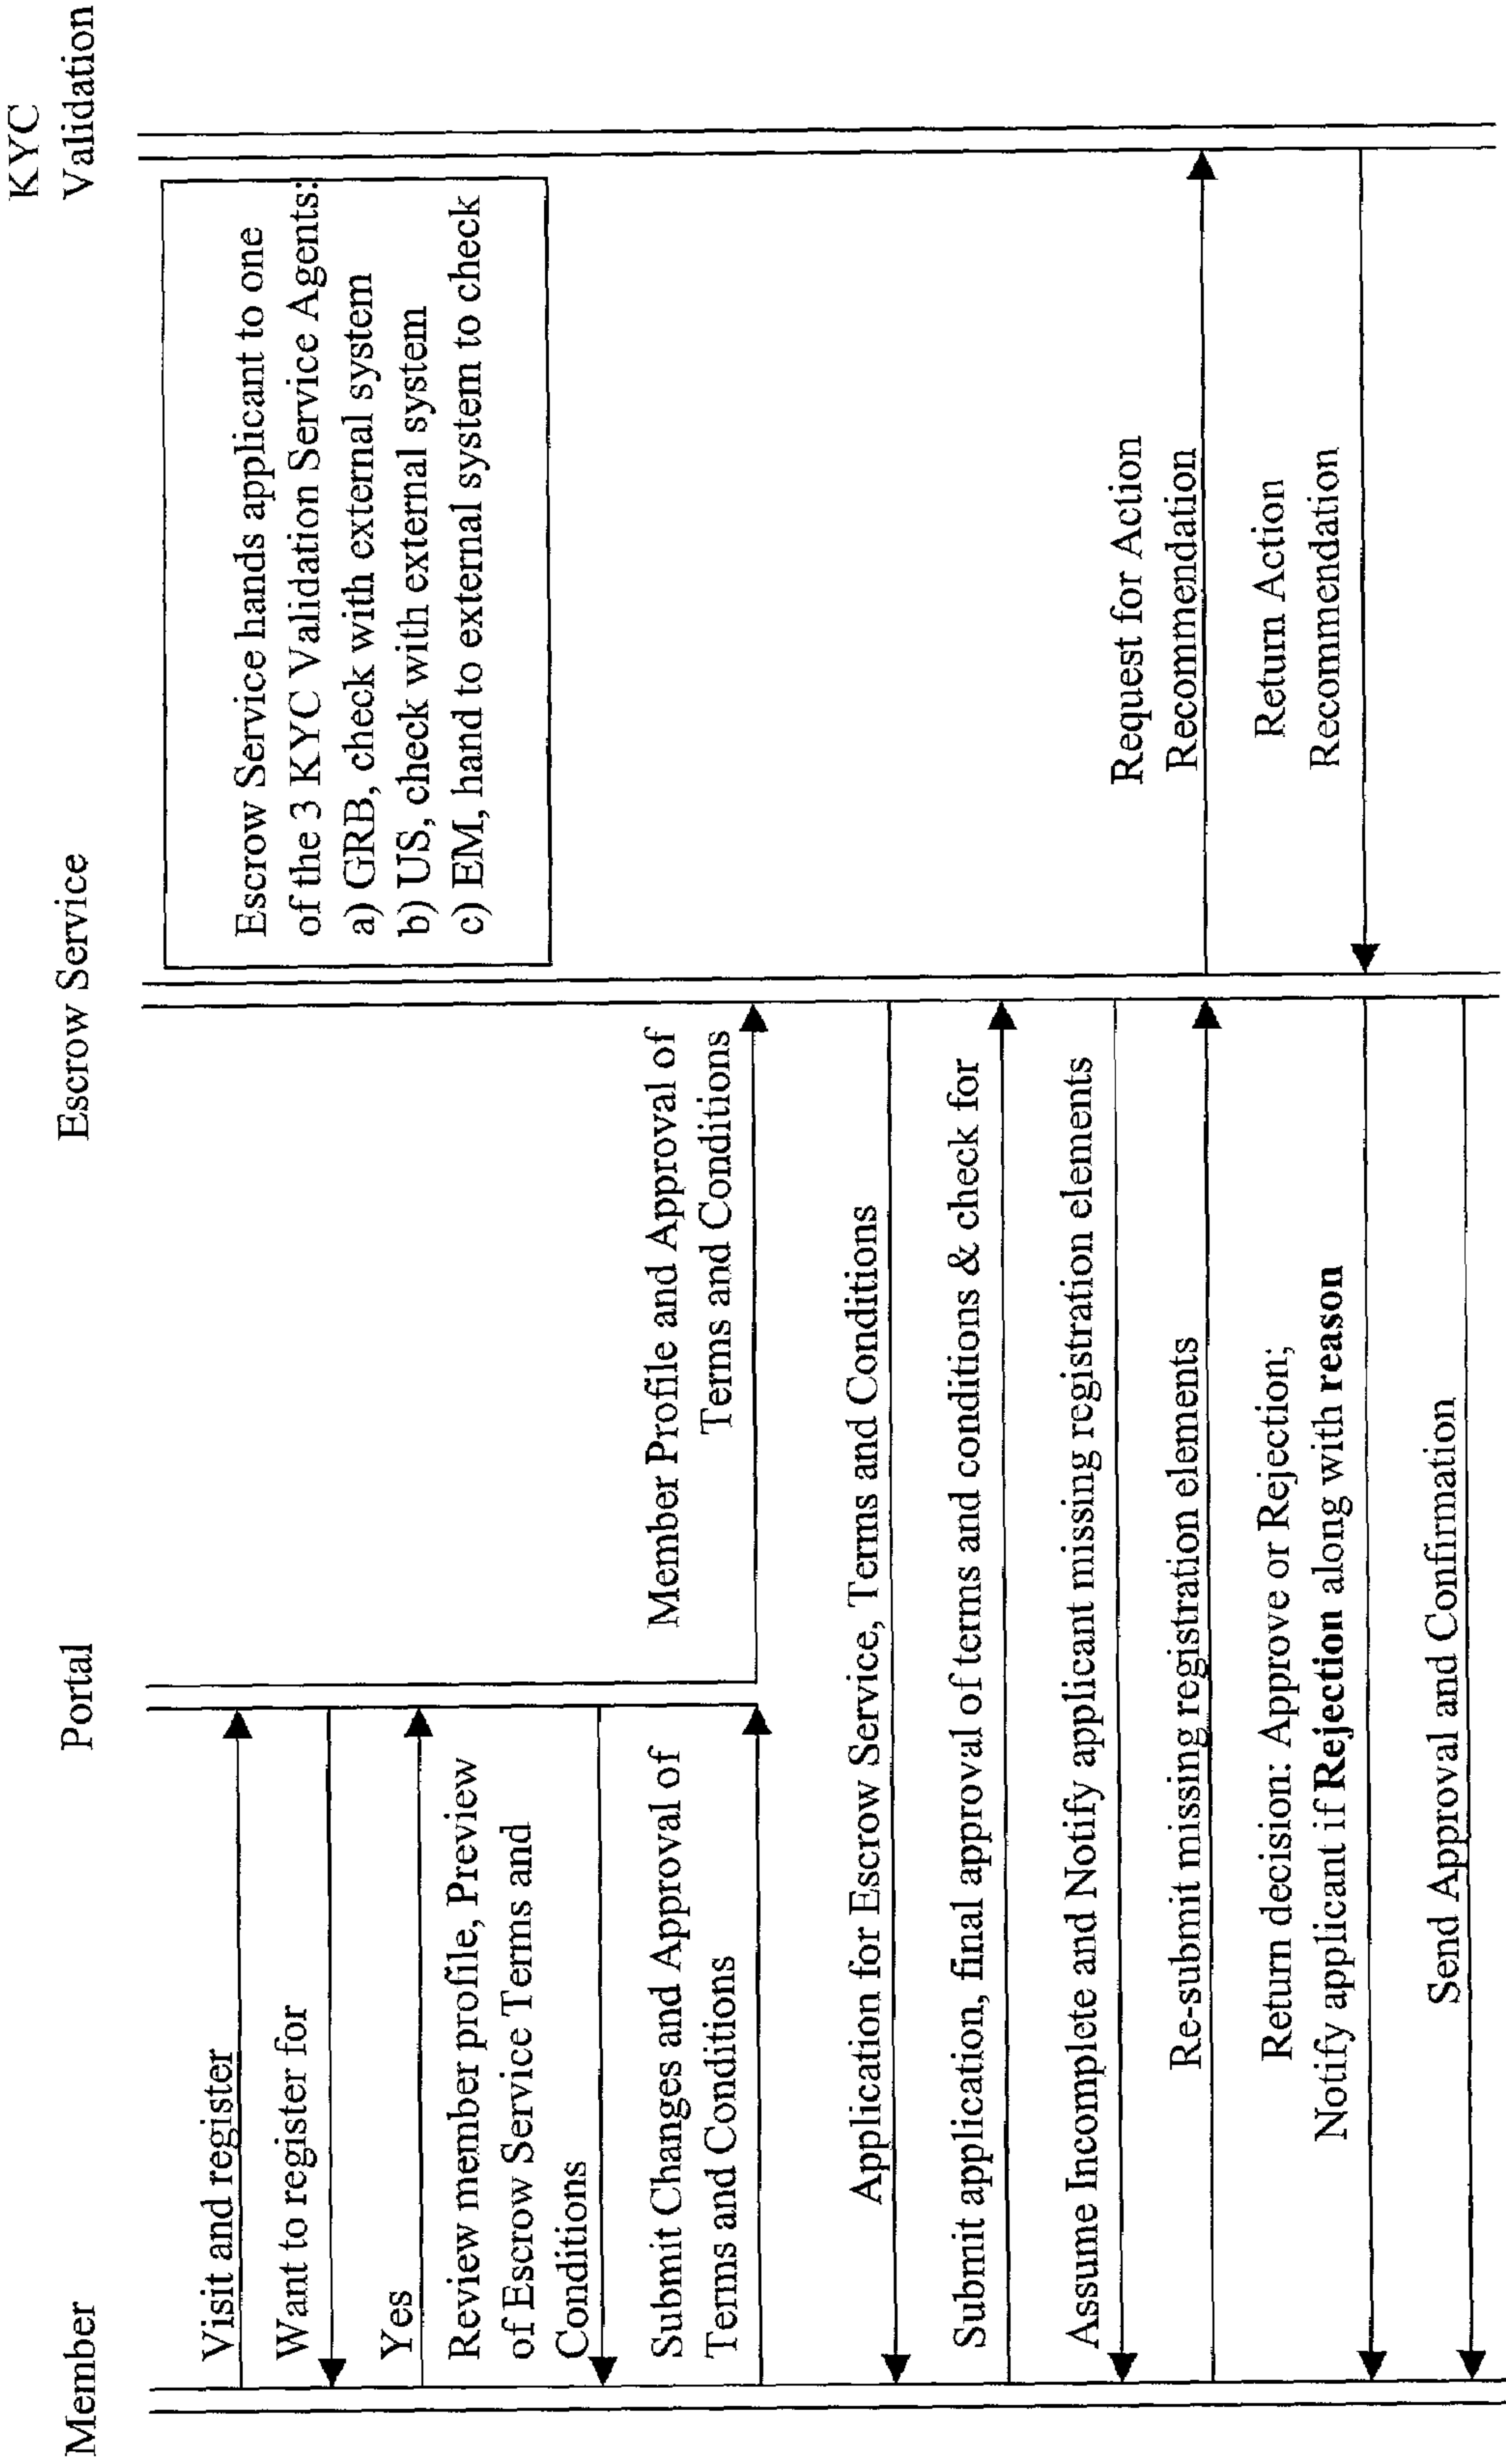 Member
Portal
Escrow Service
KYC
Validation
Escrow Service hands applicant to one
of the 3 KYC Validation Service Agents:
a) GRB, check with external system
b) US, check with external system
c) EM, hand to external system to check
Visit and register
Want to register for
Yes
Review member profile, Preview
of Escrow Service Terms and
Conditions
Submit Changes and Approval of
Terms and Conditions
Member Profile and Approval of
Terms and Conditions
Application for Escrow Service, Terms and Conditions
Submit application, final approval of terms and conditions & check for
Assume Incomplete and Notify applicant missing registration elements
Re-submit missing registration elements
Request for Action
Recommendation
Return Action
Recommendation
Return decision: Approve or Rejection;
Notify applicant if Rejection along with reason
Send Approval and Confirmation